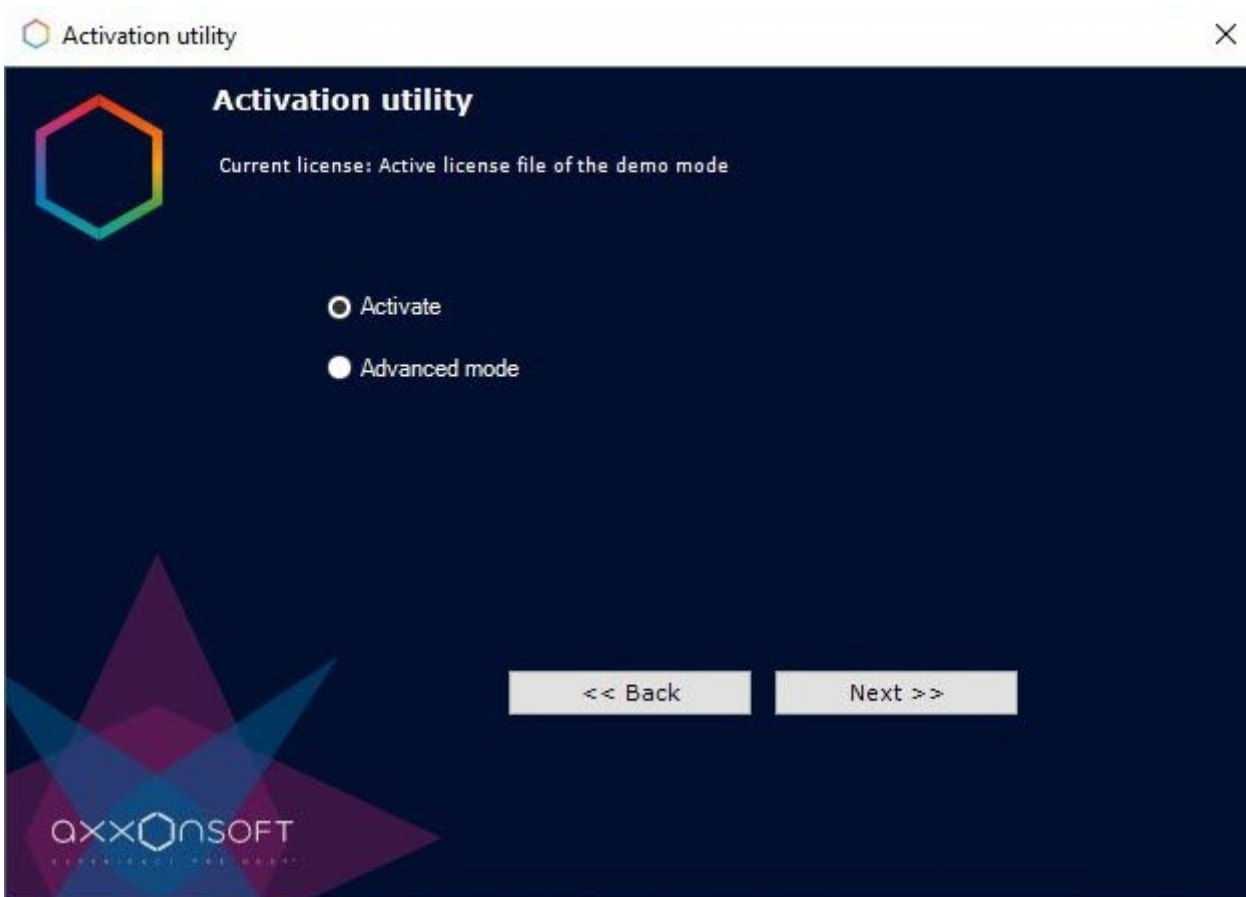 Activation utility
Activation utility
Current license: Active license file of the demo mode
Activate
Advanced mode
<< Back
Next >>
axxonsoft